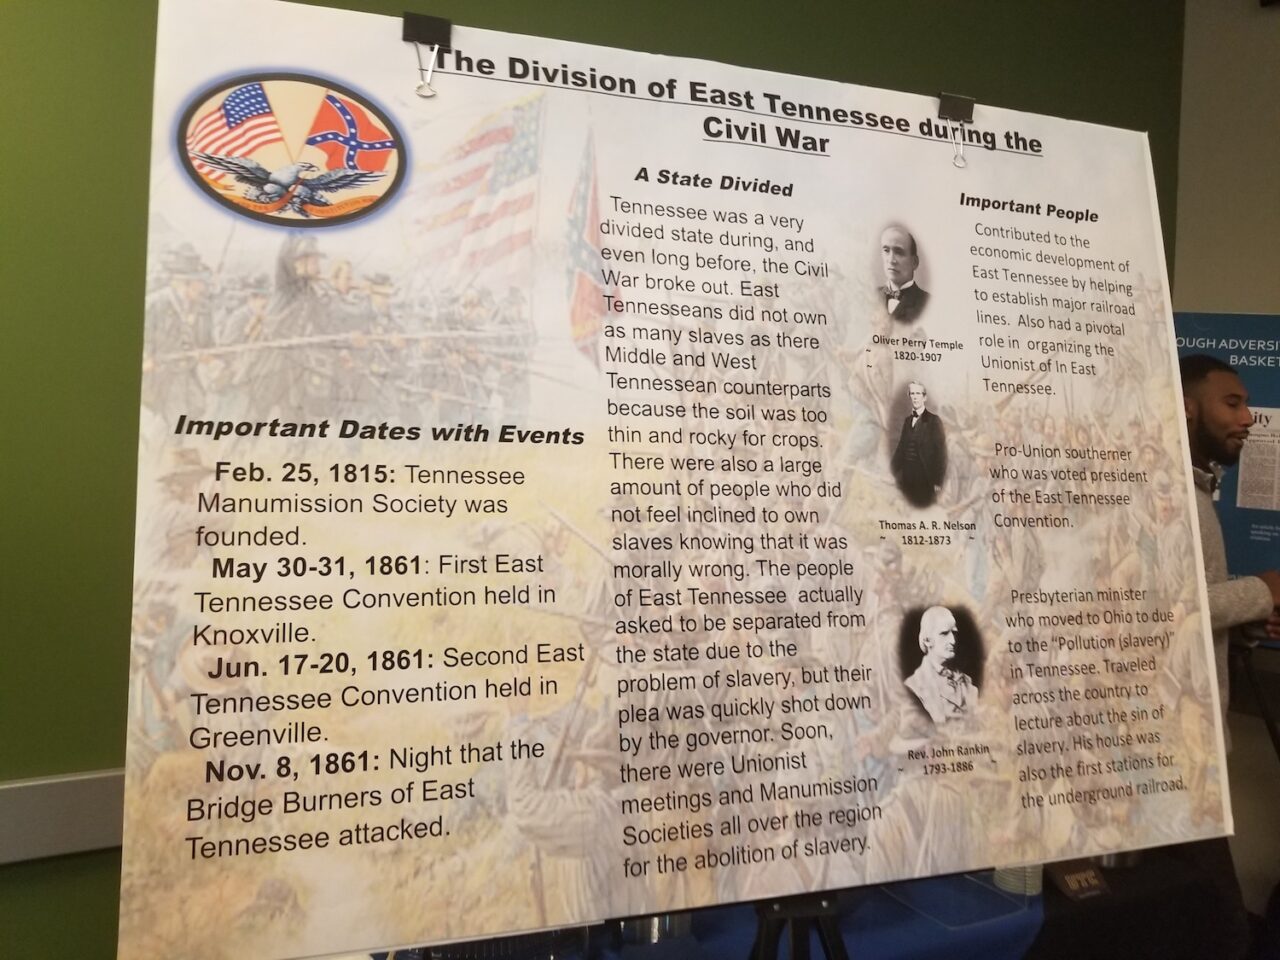 The Division of East Tennessee during the
Civil War
Important Dates with Events
Feb. 25, 1815: Tennessee
Manumission Society was
founded.
May 30-31, 1861: First East
Tennessee Convention held in
Knoxville.
Jun. 17-20, 1861: Second East
Tennessee Convention held in
Greenville.
Nov. 8, 1861: Night that the
Bridge Burners of East
Tennessee attacked.
A State Divided
Tennessee was a very
divided state during, and
even long before, the Civil
War broke out. East
Tennesseans did not own
as many slaves as there
Middle and West
Tennessean counterparts
because the soil was too
thin and rocky for crops.
There were also a large
amount of people who did
not feel inclined to own
slaves knowing that it was
morally wrong. The people
of East Tennessee actually
asked to be separated from
the state due to the
problem of slavery, but their
plea was quickly shot down
by the governor. Soon,
there were Unionist
meetings and Manumission
Societies all over the region
for the abolition of slavery.
Important People
Oliver Perry Temple
~ 1820-1907
~
Contributed to the
economic development of
East Tennessee by helping
to establish major railroad
lines. Also had a pivotal
role in organizing the
Unionist of In East
Tennessee.
Thomas A. R. Nelson
~ 1812-1873 ~
Pro-Union southerner
who was voted president
of the East Tennessee
Convention.
Rev. John Rankin
~ 1793-1886 ~
Presbyterian minister
who moved to Ohio to due
to the "Pollution (slavery)"
in Tennessee. Traveled
across the country to
lecture about the sin of
slavery. His house was
also the first stations for
the underground railroad.
OUGH ADVERSI
BASKET
ity